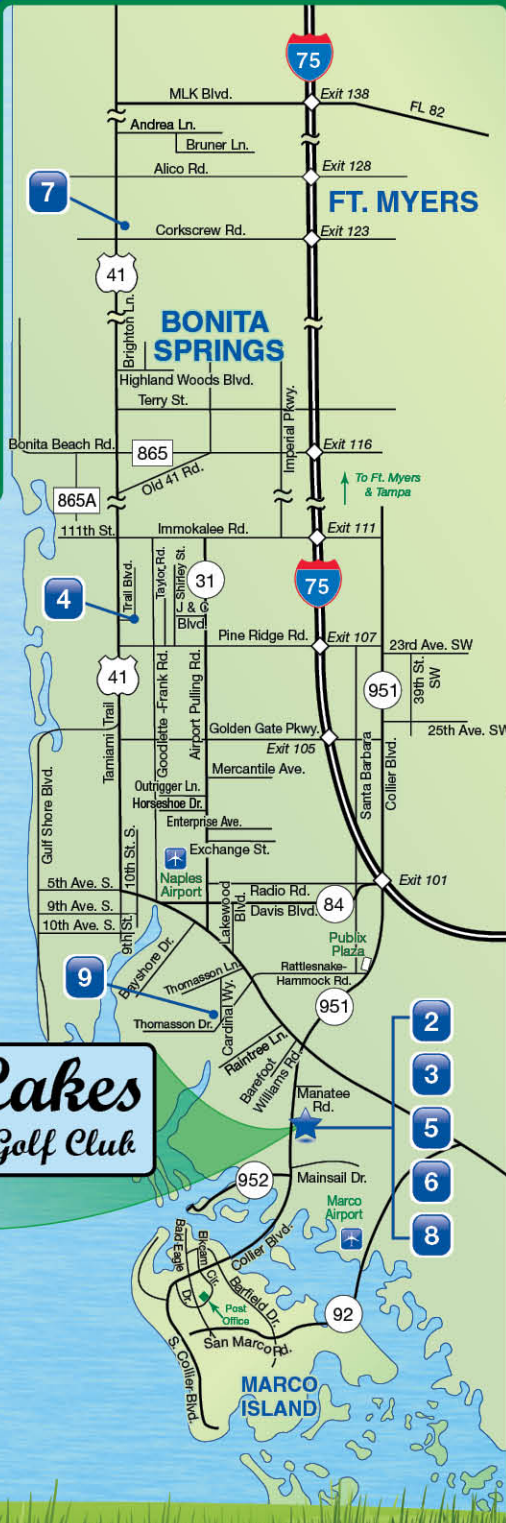 75
MLK Blvd.
Exit 138
FL 82
Andrea Ln.
Bruner Ln.
Alico Rd.
Exit 128
7
FT. MYERS
Corkscrew Rd.
Exit 123
41
Brighton Ln.
BONITA
SPRINGS
Highland Woods Blvd.
Terry St.
Imperial Pkwy.
Bonita Beach Rd.
865
Exit 116
Old 41 Rd.
To Ft. Myers
& Tampa
865A
111th St.
Immokalee Rd.
Exit 111
Trail Blvd.
Taylor Rd.
Shirley St.
31
75
4
J & C
Blvd.
Pine Ridge Rd.
Exit 107
23rd Ave. SW
39th St.
SW
41
951
Tamiami Trail
Goodlette -Frank Rd.
Airport Pulling Rd.
Golden Gate Pkwy.
Exit 105
25th Ave. SW
Santa Barbara
Collier Blvd.
Mercantile Ave.
Gulf Shore Blvd.
Outrigger Ln.
Horseshoe Dr.
Enterprise Ave.
10th St. S.
Exchange St.
Naples
Airport
5th Ave. S.
Radio Rd.
Exit 101
9th Ave. S.
Lakewood
Blvd.
Davis Blvd.
84
10th Ave. S.
9th St.
Publix
Plaza
Bayshore Dr.
9
Thomasson Ln.
Rattlesnake-
Hammock Rd.
Cardinal Wy.
951
Thomasson Dr.
2
Raintree Ln.
Barefoot
Williams Rd.
3
Lakes
Golf Club
Manatee
Rd.
5
952
Mainsail Dr.
6
Marco
Airport
8
Collier Blvd.
Bald Eagle
Dr.
Elkcam
Cir.
Barfield Dr.
Post
Office
92
San Marco Rd.
S. Collier Blvd.
MARCO
ISLAND